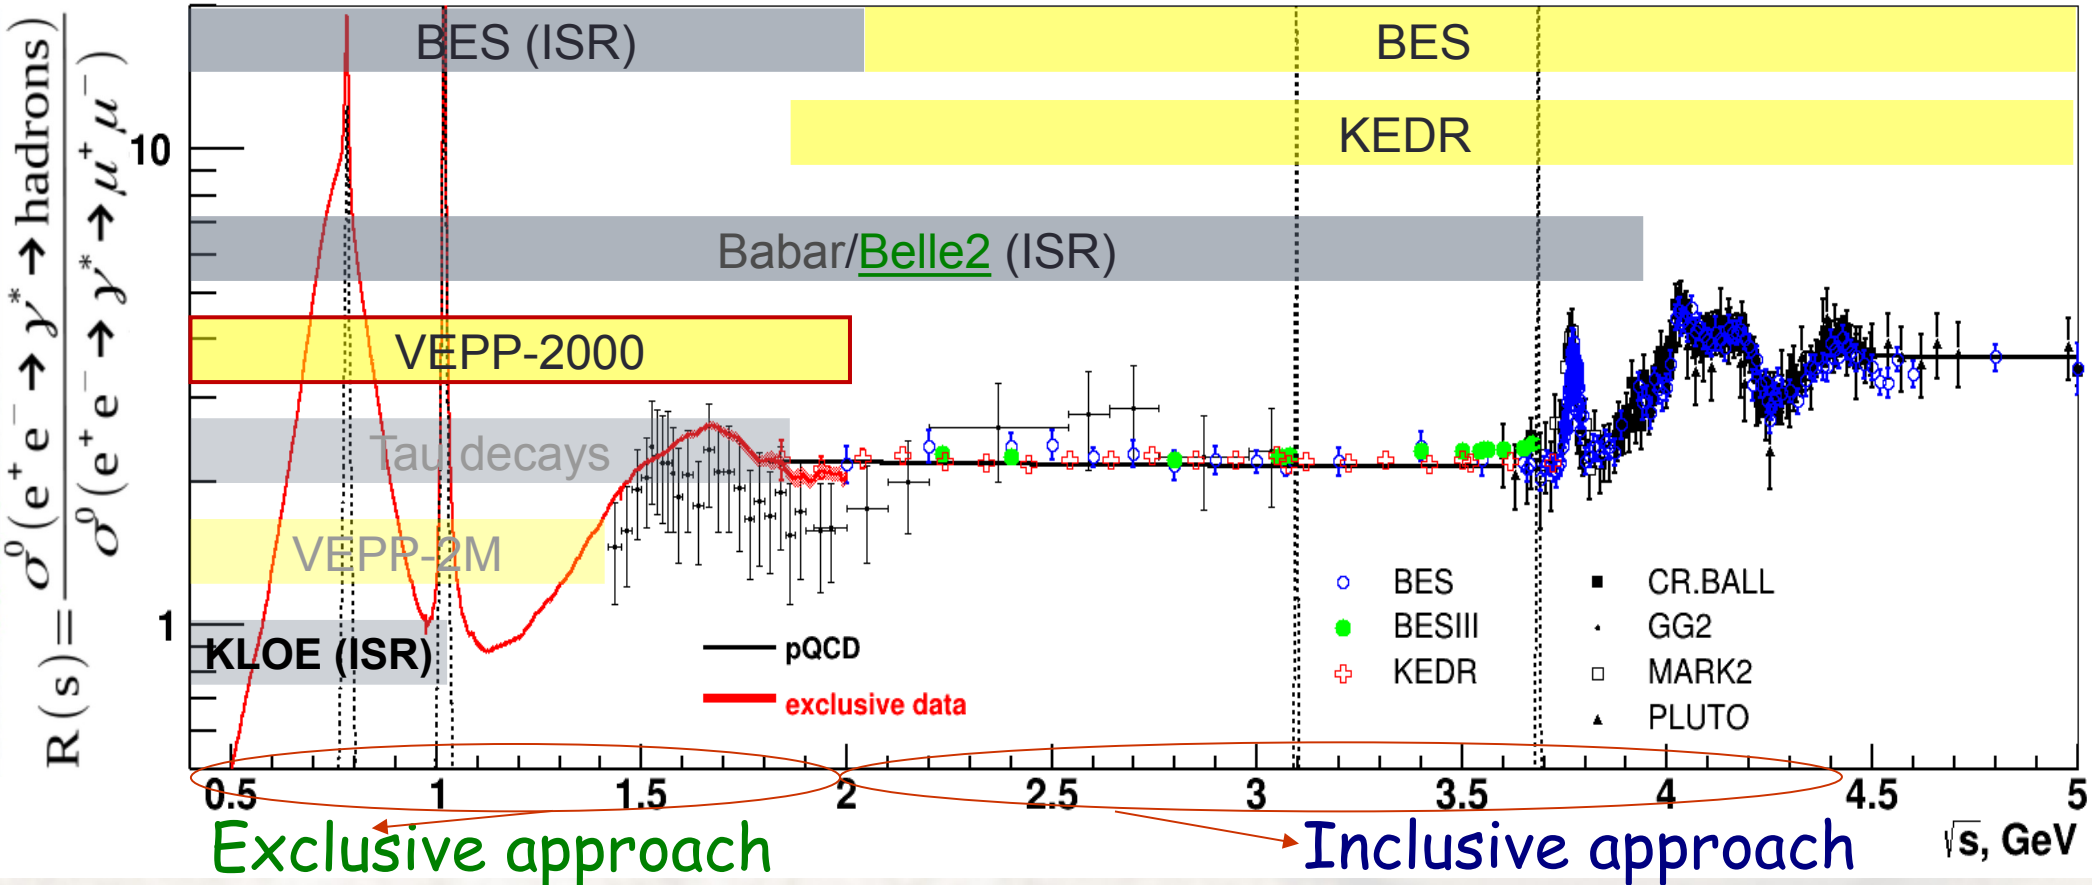 R(s) = σ⁰(e⁺e⁻ → γ* → hadrons)
σ⁰(e⁺e⁻ → γ* → μ⁺μ⁻)
BES (ISR)
BES
10
KEDR
Babar/Belle2 (ISR)
VEPP-2000
Tau decays
VEPP-2M
1
KLOE (ISR)
pQCD
exclusive data
BES
BESIII
KEDR
CR.BALL
GG2
MARK2
PLUTO
0.5 1 1.5 2 2.5 3 3.5 4 4.5 5
√s, GeV
Exclusive approach
Inclusive approach